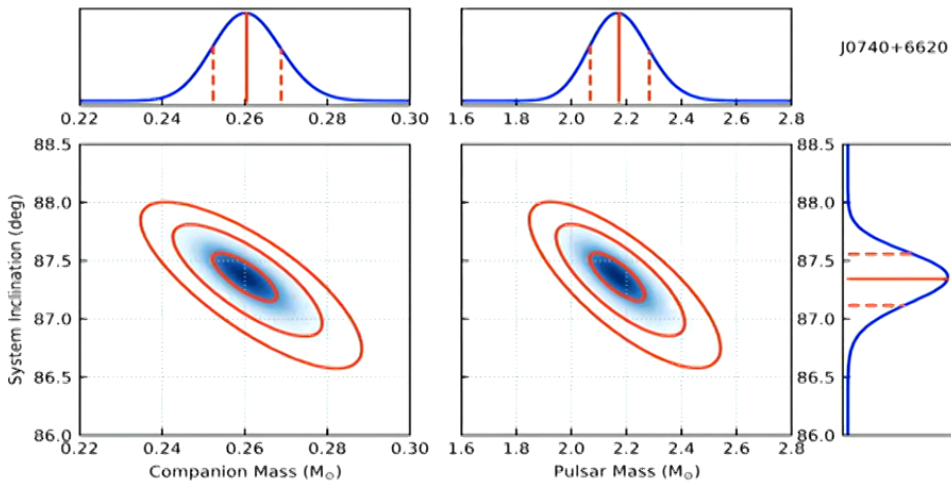 J0740+6620
0.22 0.24 0.26 0.28 0.30
1.6 1.8 2.0 2.2 2.4 2.6 2.8
System Inclination (deg)
88.5
88.0
87.5
87.0
86.5
86.0
88.5
88.0
87.5
87.0
86.5
86.0
0.22 0.24 0.26 0.28 0.30
1.6 1.8 2.0 2.2 2.4 2.6 2.8
Companion Mass (M⊙)
Pulsar Mass (M⊙)